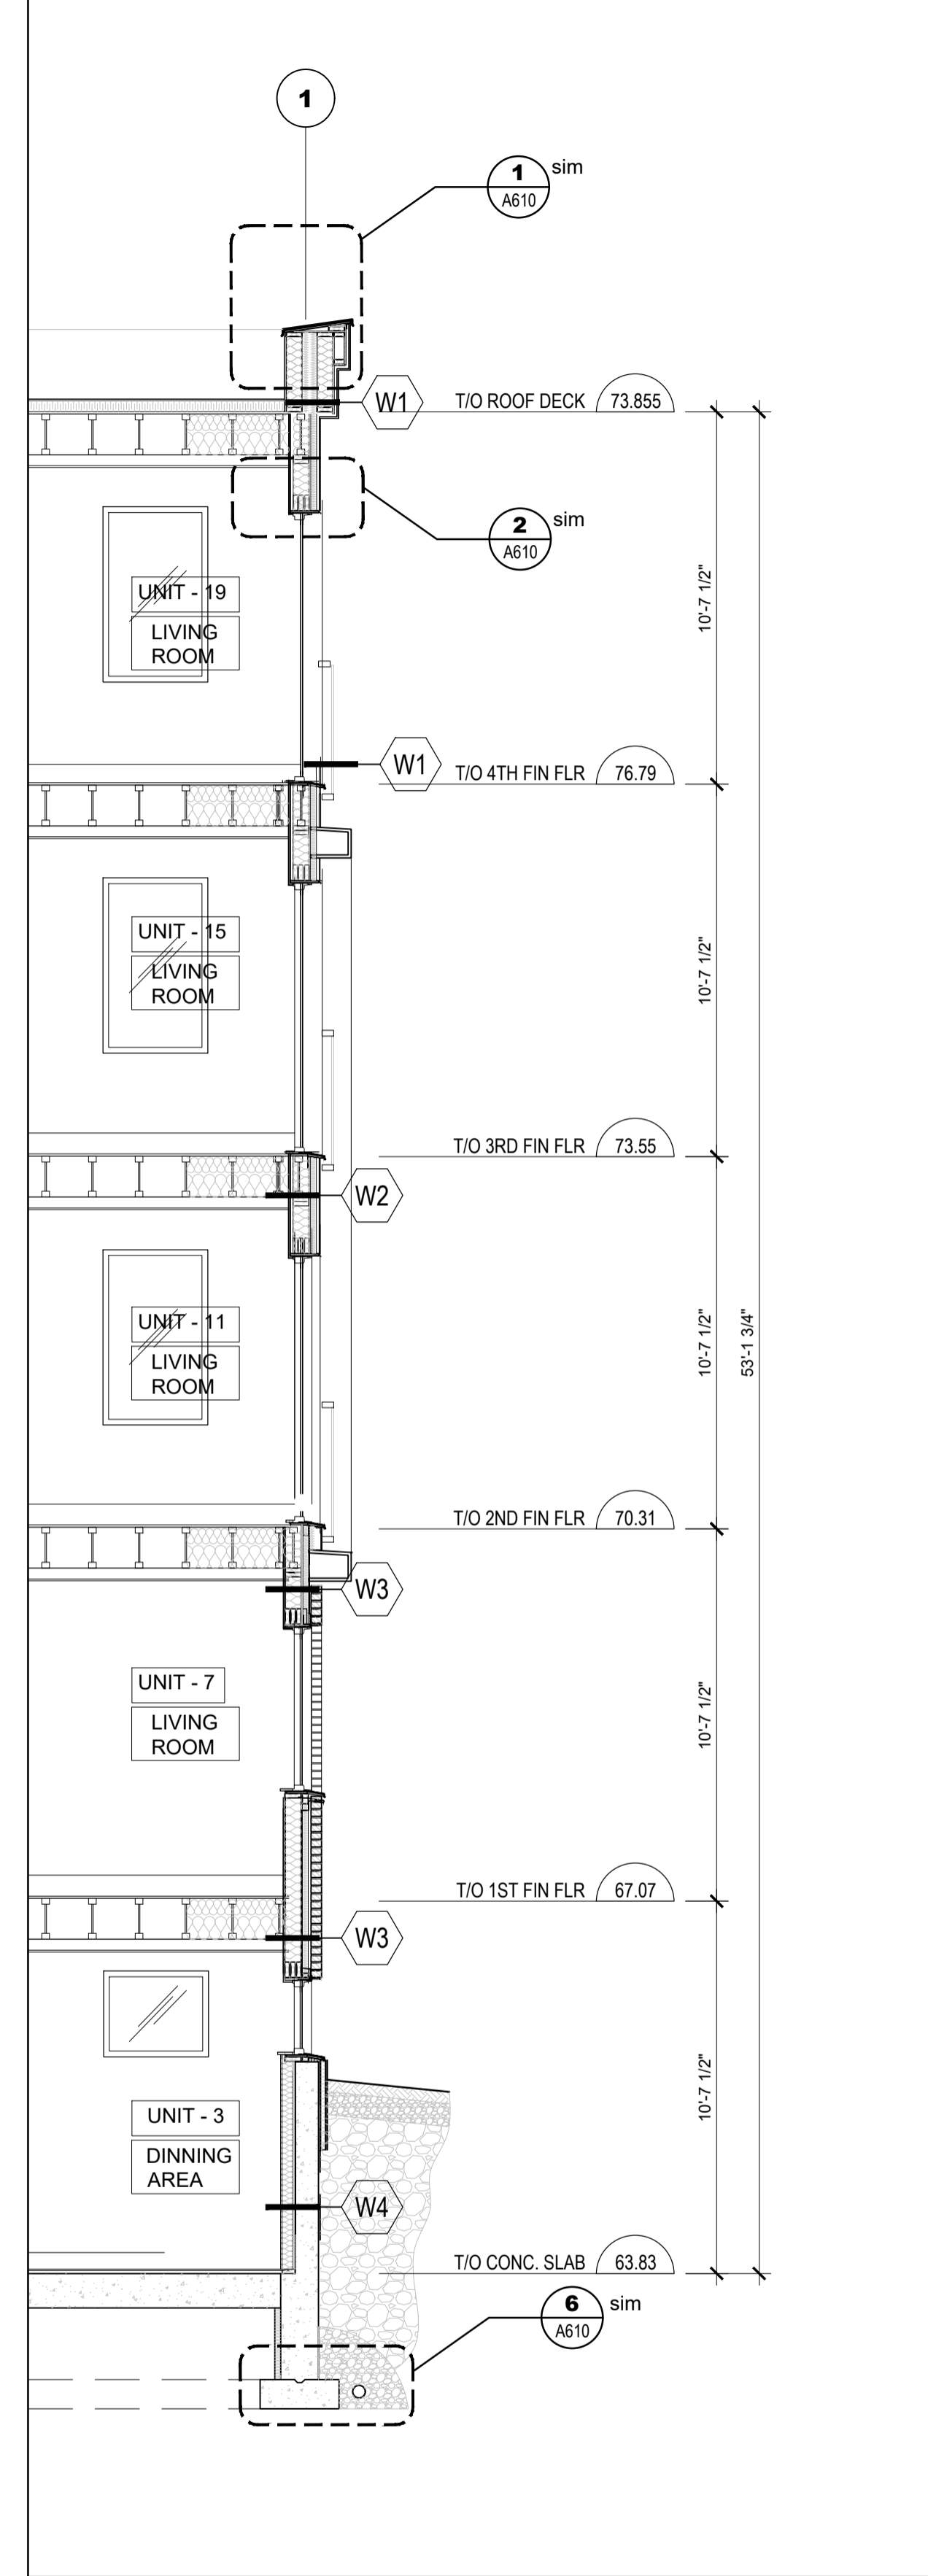 1
1 sim
A610
W1
T/O ROOF DECK 73.855
2 sim
A610
10'-7 1/2"
UNIT - 19
LIVING
ROOM
W1
T/O 4TH FIN FLR 76.79
UNIT - 15
LIVING
ROOM
10'-7 1/2"
T/O 3RD FIN FLR 73.55
W2
UNIT - 11
LIVING
ROOM
10'-7 1/2"
53'-1 3/4"
T/O 2ND FIN FLR 70.31
W3
UNIT - 7
LIVING
ROOM
10'-7 1/2"
T/O 1ST FIN FLR 67.07
W3
10'-7 1/2"
UNIT - 3
DINNING
AREA
W4
T/O CONC. SLAB 63.83
6 sim
A610